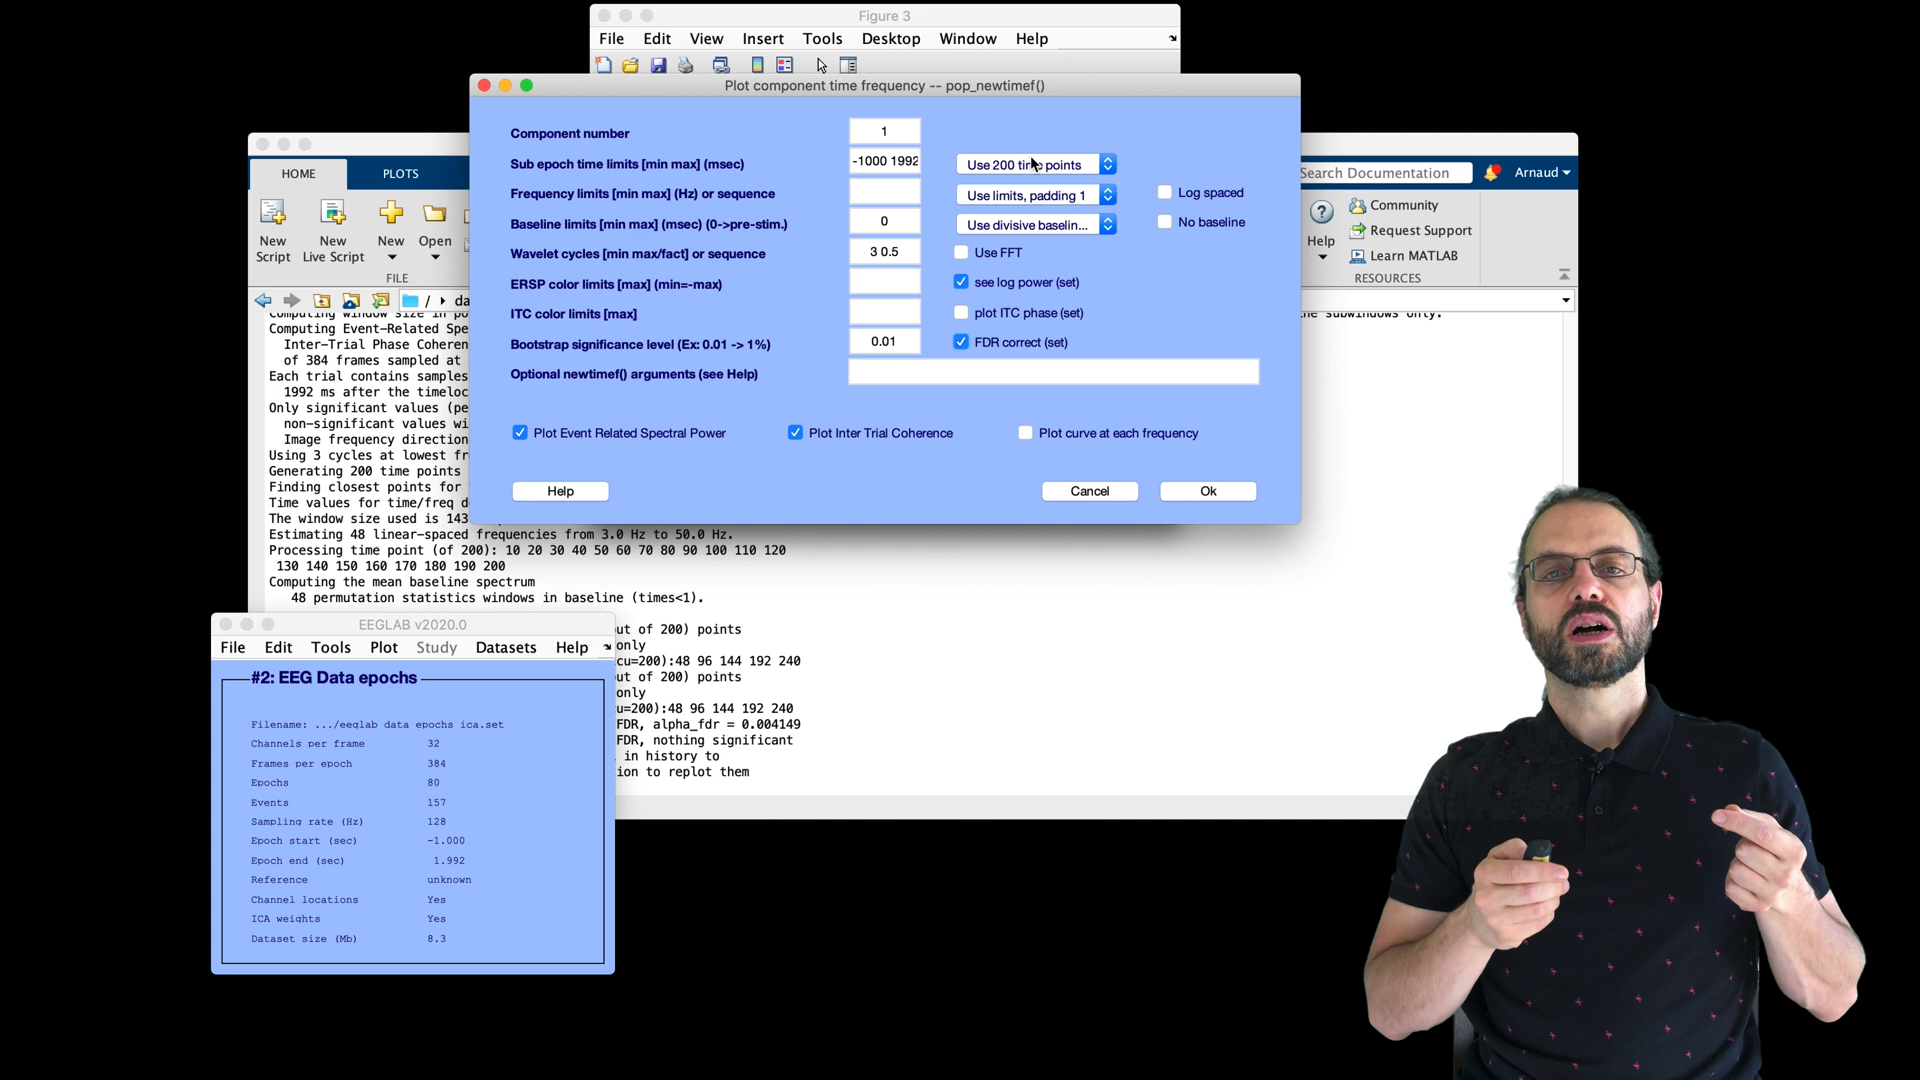 Figure 3
File Edit View Insert Tools Desktop Window Help
Plot component time frequency -- pop_newtimef()
Component number 1
Sub epoch time limits [min max] (msec) -1000 1992 Use 200 time points
Frequency limits [min max] (Hz) or sequence Use limits, padding 1 Log spaced
Baseline limits [min max] (msec) (0->pre-stim.) 0 Use divisive baselin... No baseline
Wavelet cycles [min max/fact] or sequence 3 0.5 Use FFT
ERSP color limits [max] (min=-max) see log power (set)
ITC color limits [max] plot ITC phase (set)
Bootstrap significance level (Ex: 0.01 -> 1%) 0.01 FDR correct (set)
Optional newtimef() arguments (see Help)
Plot Event Related Spectral Power Plot Inter Trial Coherence Plot curve at each frequency
Help Cancel Ok
HOME PLOTS
Search Documentation Arnaud
New Script
New Live Script
New
Open
FILE
Help
Community
Request Support
Learn MATLAB
RESOURCES
/ da
Computing window size in po
he subwindows only.
Computing Event-Related Spe
Inter-Trial Phase Coheren
of 384 frames sampled at
Each trial contains samples
1992 ms after the timeloc
Only significant values (pe
non-significant values wi
Image frequency direction
Using 3 cycles at lowest fr
Generating 200 time points
Finding closest points for
Time values for time/freq d
The window size used is 143
Estimating 48 linear-spaced frequencies from 3.0 Hz to 50.0 Hz.
Processing time point (of 200): 10 20 30 40 50 60 70 80 90 100 110 120
130 140 150 160 170 180 190 200
Computing the mean baseline spectrum
48 permutation statistics windows in baseline (times<1).
out of 200) points
only
cu=200):48 96 144 192 240
out of 200) points
only
u=200):48 96 144 192 240
FDR, alpha_fdr = 0.004149
FDR, nothing significant
in history to
ion to replot them
EEGLAB v2020.0
File Edit Tools Plot Study Datasets Help
#2: EEG Data epochs
Filename: .../eeglab data epochs ica.set
Channels per frame 32
Frames per epoch 384
Epochs 80
Events 157
Sampling rate (Hz) 128
Epoch start (sec) -1.000
Epoch end (sec) 1.992
Reference unknown
Channel locations Yes
ICA weights Yes
Dataset size (Mb) 8.3